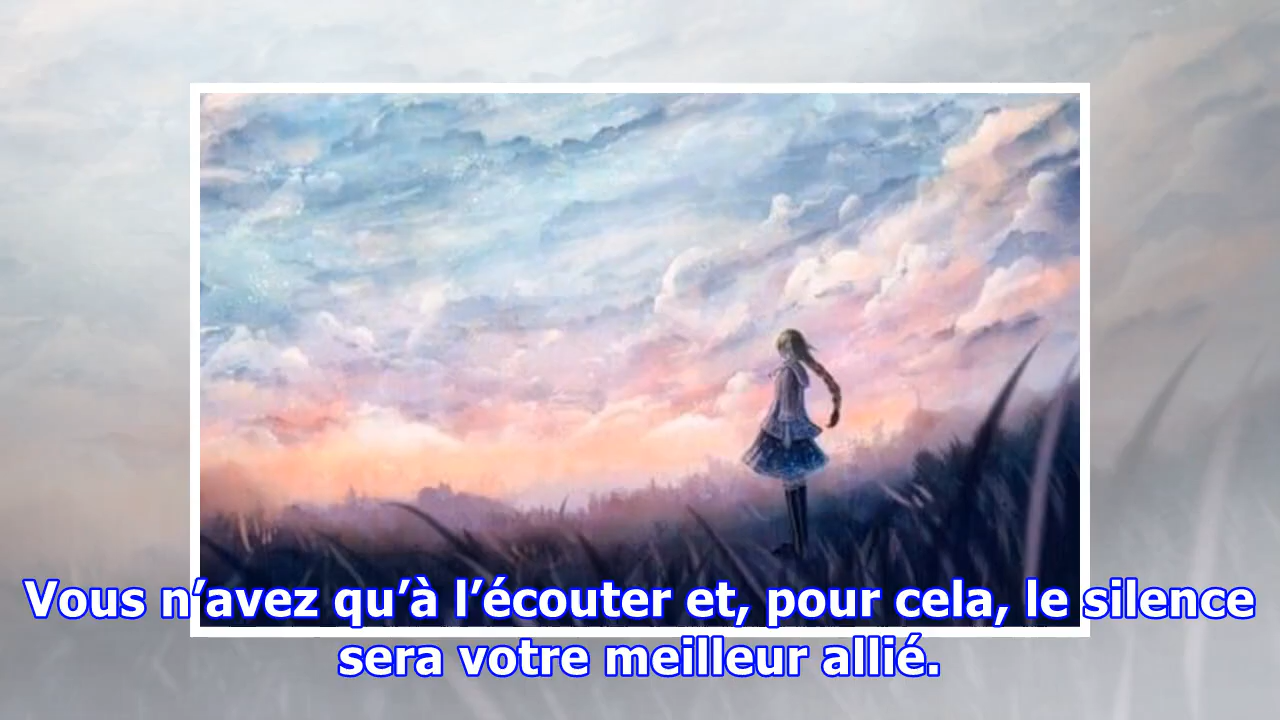 Vous n’avez qu’à l’écouter et, pour cela, le silence
sera votre meilleur allié.